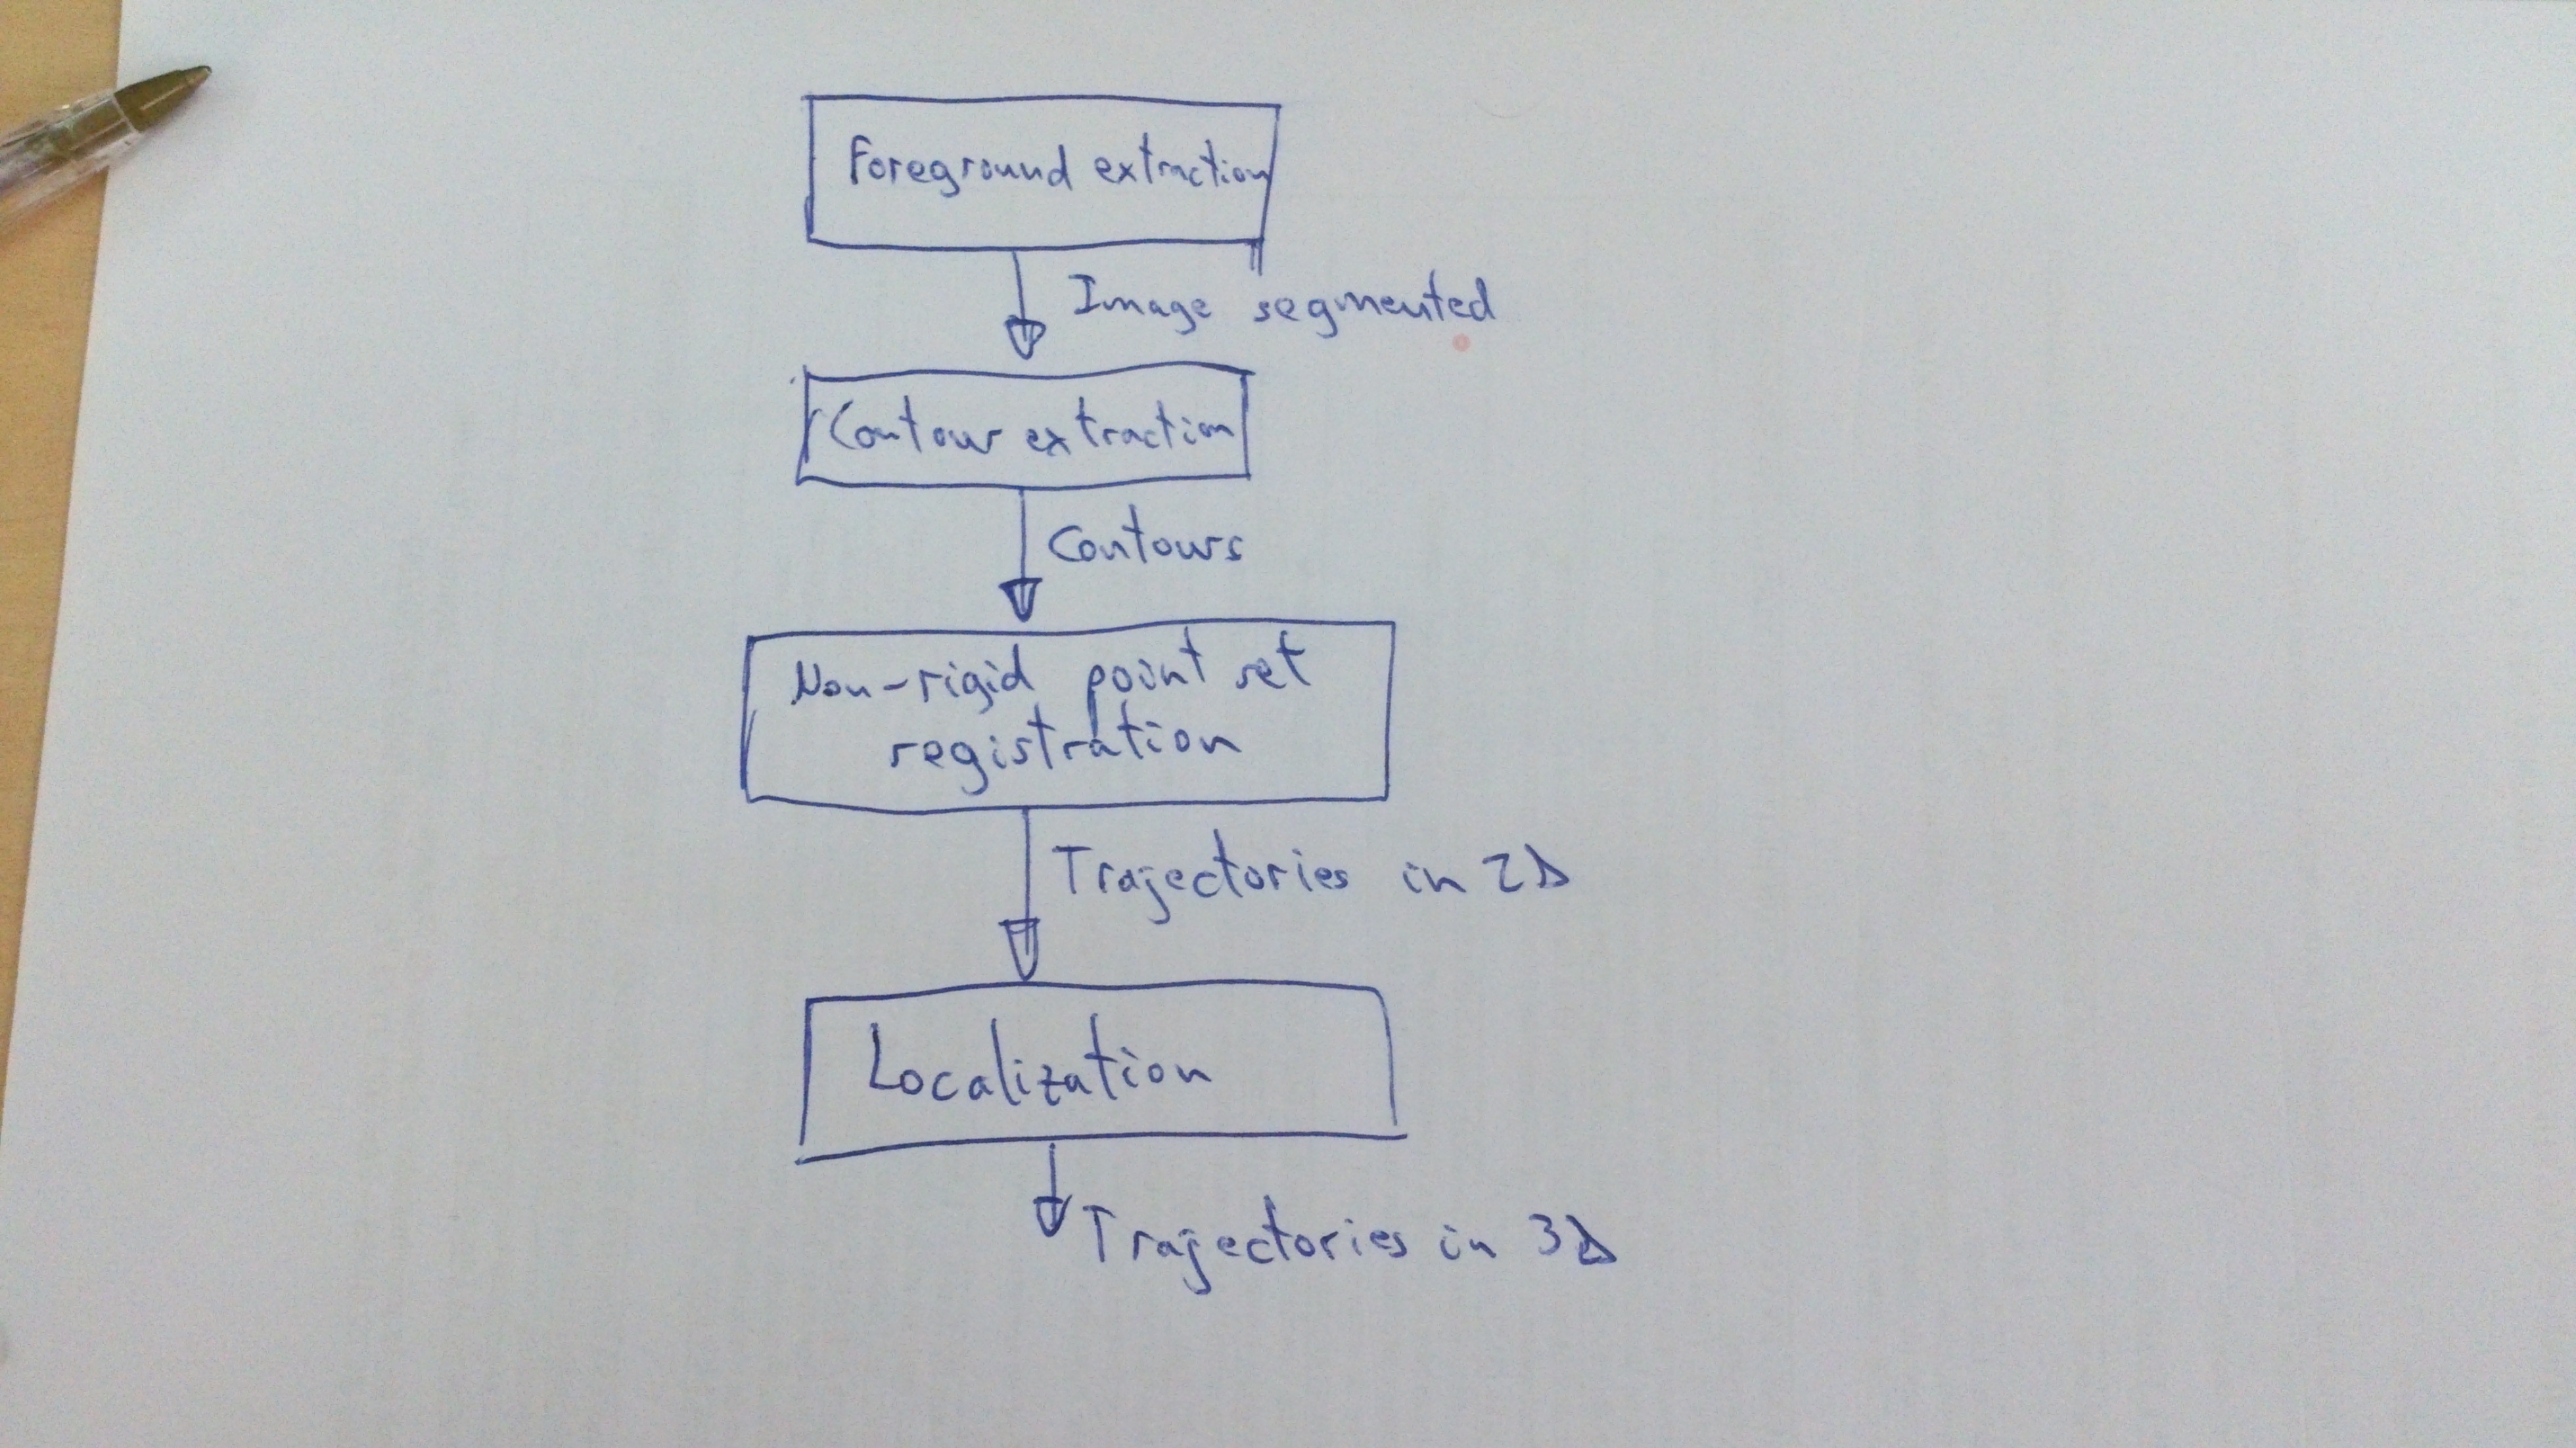 Foreground extraction
Image segmented
Contour extraction
Contours
Non-rigid point set
registration
Trajectories in 2D
Localization
Trajectories in 3D